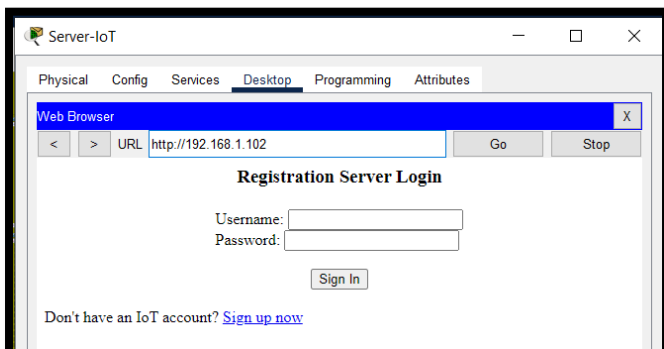 Server-IoT
Physical Config Services Desktop Programming Attributes
Web Browser X
< > URL http://192.168.1.102 Go Stop
Registration Server Login
Username:
Password:
Sign In
Don't have an IoT account? Sign up now